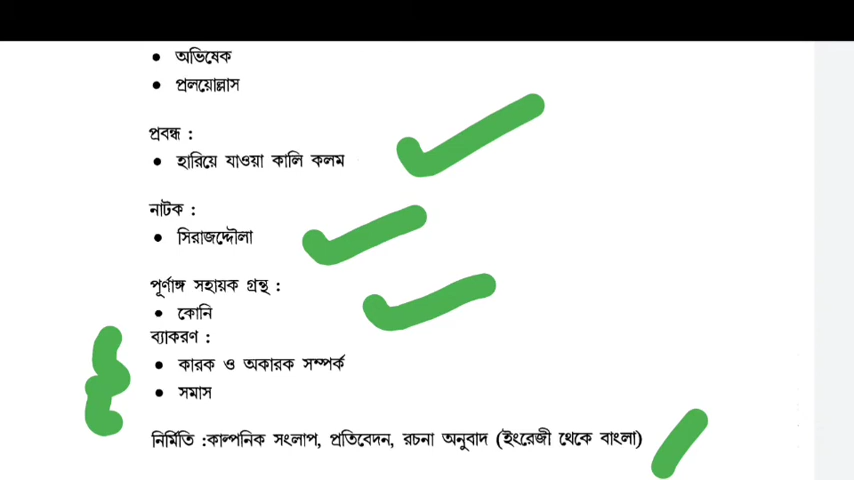 • অভিষেক
• প্রলয়োল্লাস
প্রবন্ধ :
• হারিয়ে যাওয়া কালি কলম
নাটক :
• সিরাজদ্দৌলা
পূর্ণাঙ্গ সহায়ক গ্রন্থ :
• কোনি
ব্যাকরণ :
• কারক ও অকারক সম্পর্ক
• সমাস
নির্মিতি :কাল্পনিক সংলাপ, প্রতিবেদন, রচনা অনুবাদ (ইংরেজী থেকে বাংলা)